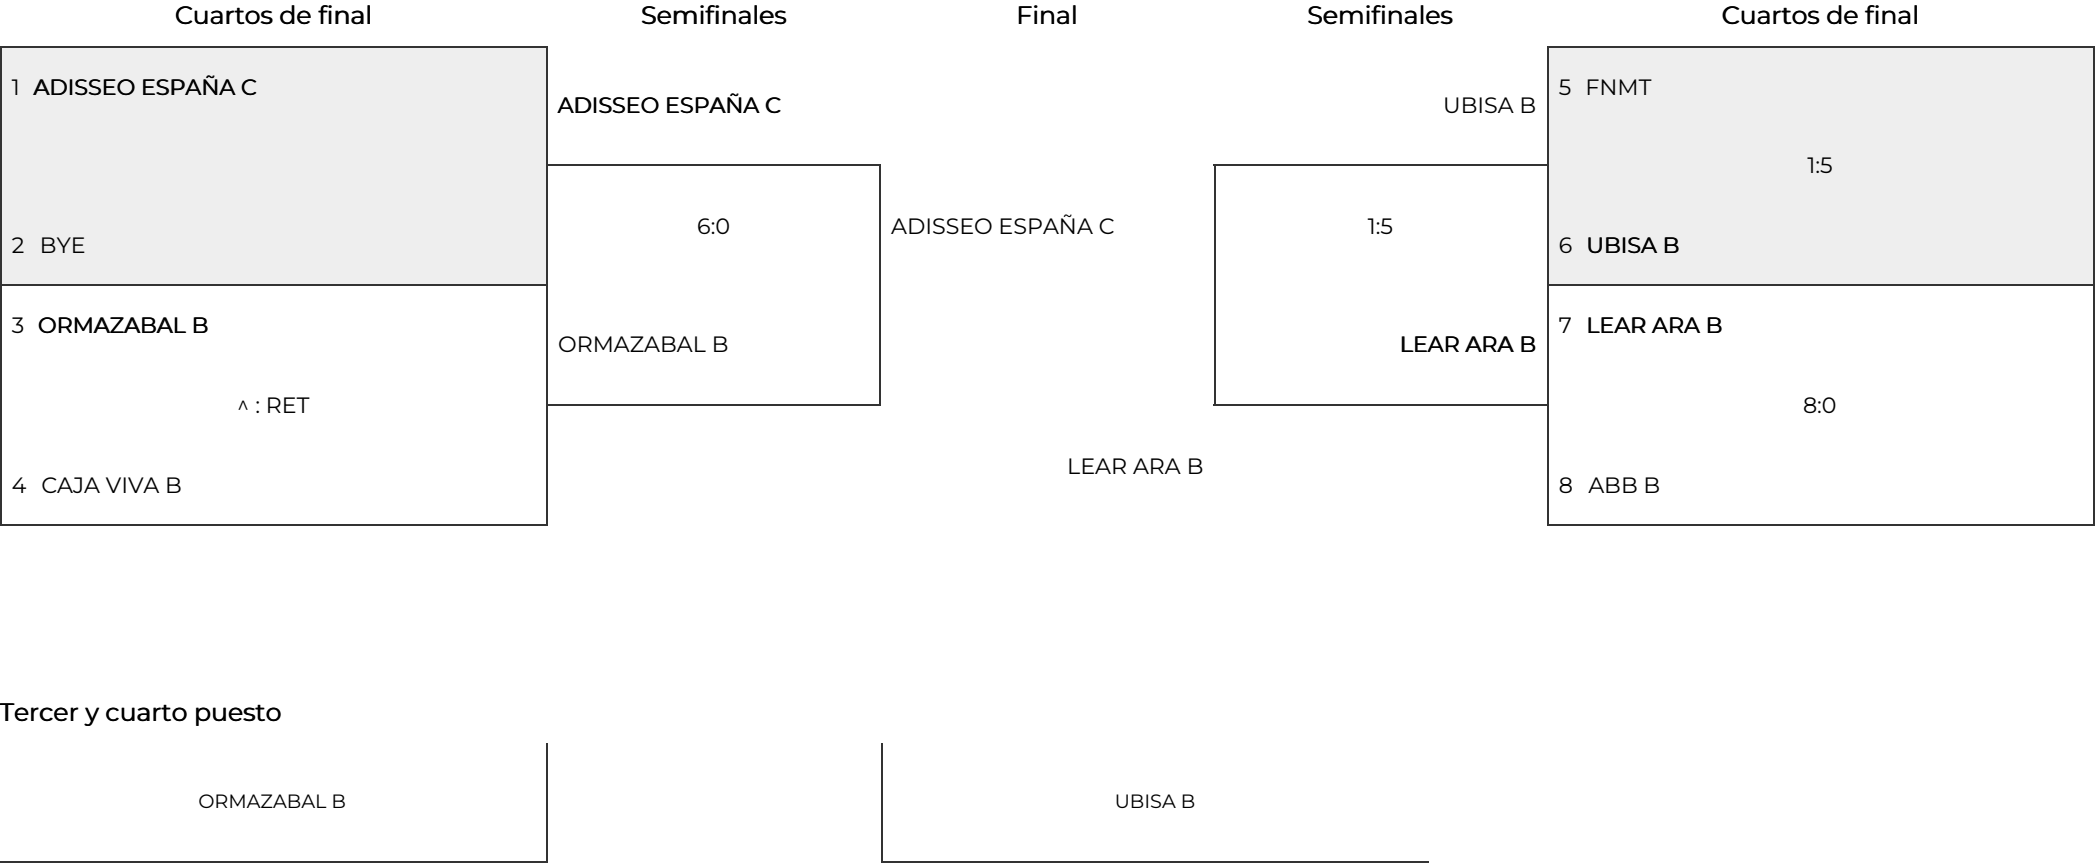 Cuartos de final
Semifinales
Final
Semifinales
Cuartos de final
1 ADISSEO ESPAÑA C
2 BYE
3 ORMAZABAL B
^ : RET
4 CAJA VIVA B
ADISSEO ESPAÑA C
6:0
ORMAZABAL B
ADISSEO ESPAÑA C
LEAR ARA B
UBISA B
1:5
LEAR ARA B
5 FNMT
1:5
6 UBISA B
7 LEAR ARA B
8:0
8 ABB B
Tercer y cuarto puesto
ORMAZABAL B
UBISA B